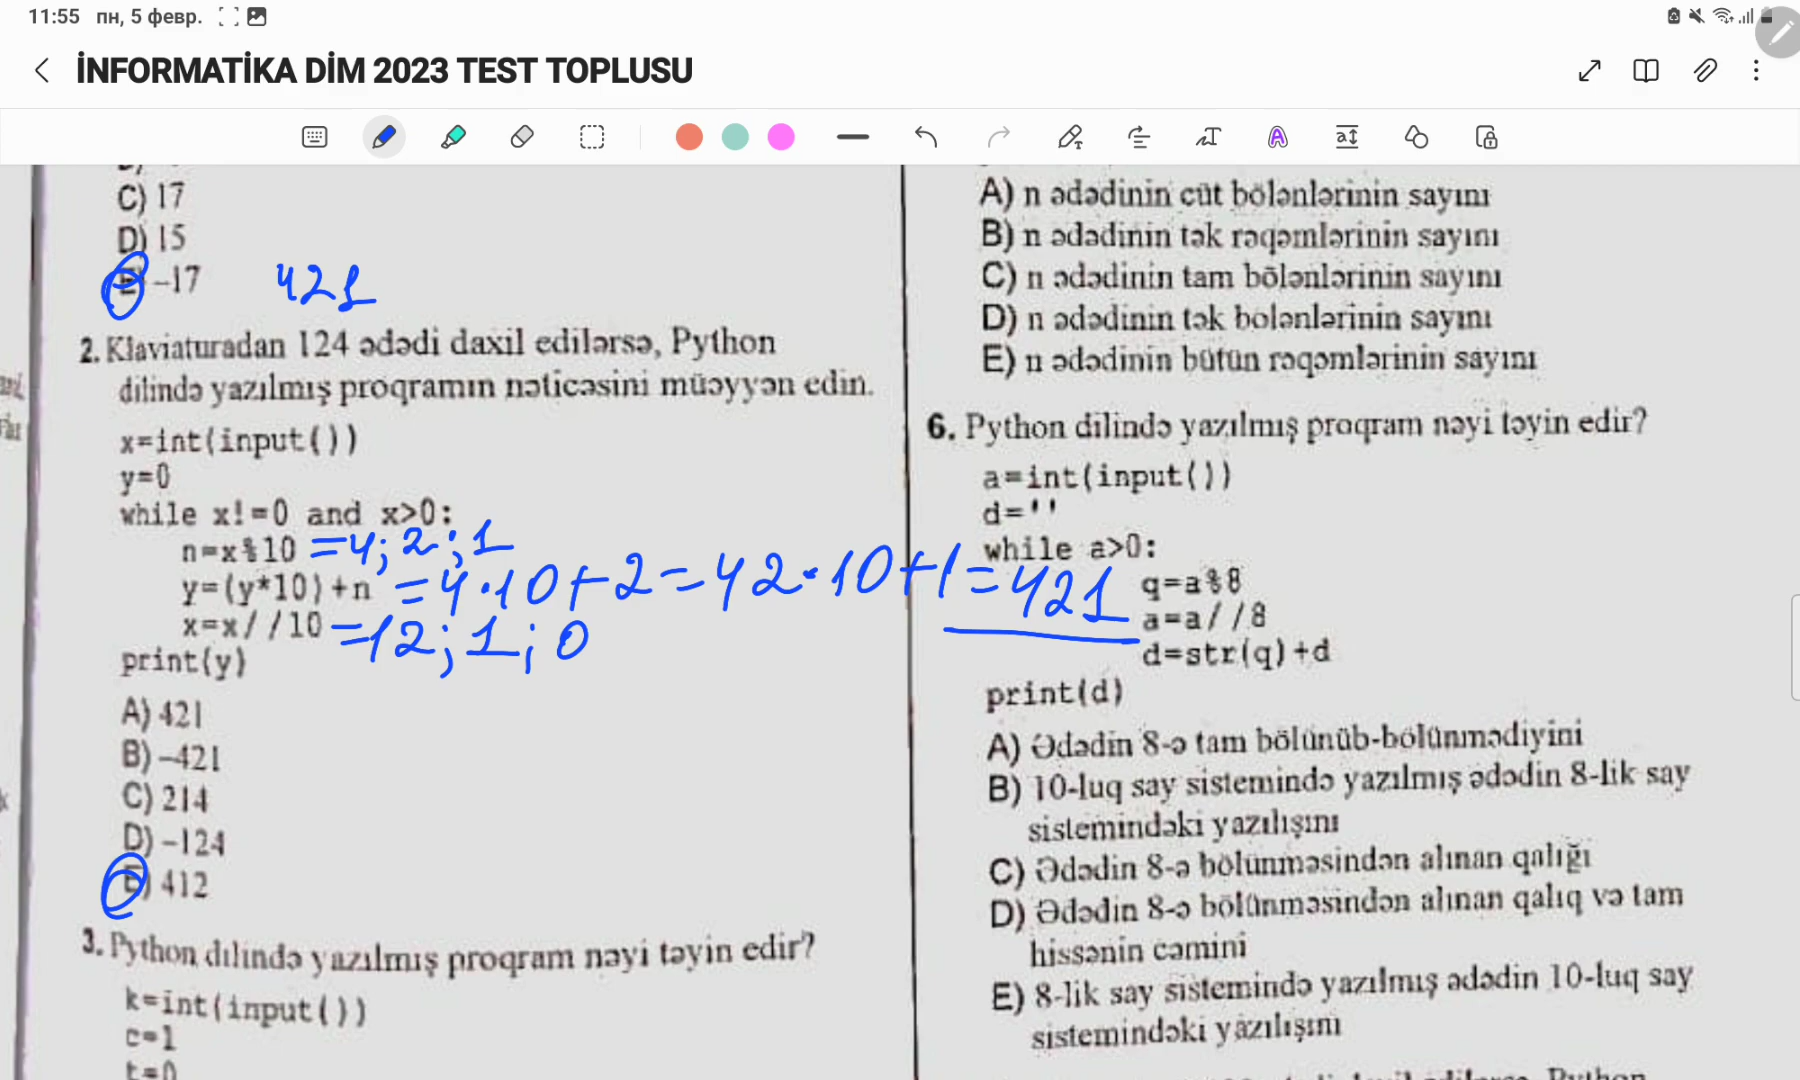 11:55 пн, 5 февр.
İNFORMATİKA DİM 2023 TEST TOPLUSU
C) 17
D) 15
E) –17
421
2. Klaviaturadan 124 ədədi daxil edilərsə, Python
dilində yazılmış proqramın nəticəsini müəyyən edin.
x=int(input())
y=0
while x!=0 and x>0:
n=x%10 =4; 2; 1
y=(y*10)+n =4·10+2=42·10+1=421
x=x//10 =12; 1; 0
print(y)
A) 421
B) –421
C) 214
D) –124
E) 412
3. Python dilində yazılmış proqram nəyi təyin edir?
k=int(input())
c=1
t=0
A) n ədədinin cüt bölənlərinin sayını
B) n ədədinin tək rəqəmlərinin sayını
C) n ədədinin tam bölənlərinin sayını
D) n ədədinin tək bölənlərinin sayını
E) n ədədinin bütün rəqəmlərinin sayını
6. Python dilində yazılmış proqram nəyi təyin edir?
a=int(input())
d=''
while a>0:
q=a%8
a=a//8
d=str(q)+d
print(d)
A) Ədədin 8-ə tam bölünüb-bölünmədiyini
B) 10-luq say sistemində yazılmış ədədin 8-lik say
sistemindəki yazılışını
C) Ədədin 8-ə bölünməsindən alınan qalığı
D) Ədədin 8-ə bölünməsindən alınan qalıq və tam
hissənin cəmini
E) 8-lik say sistemində yazılmış ədədin 10-luq say
sistemindəki yazılışını
Python